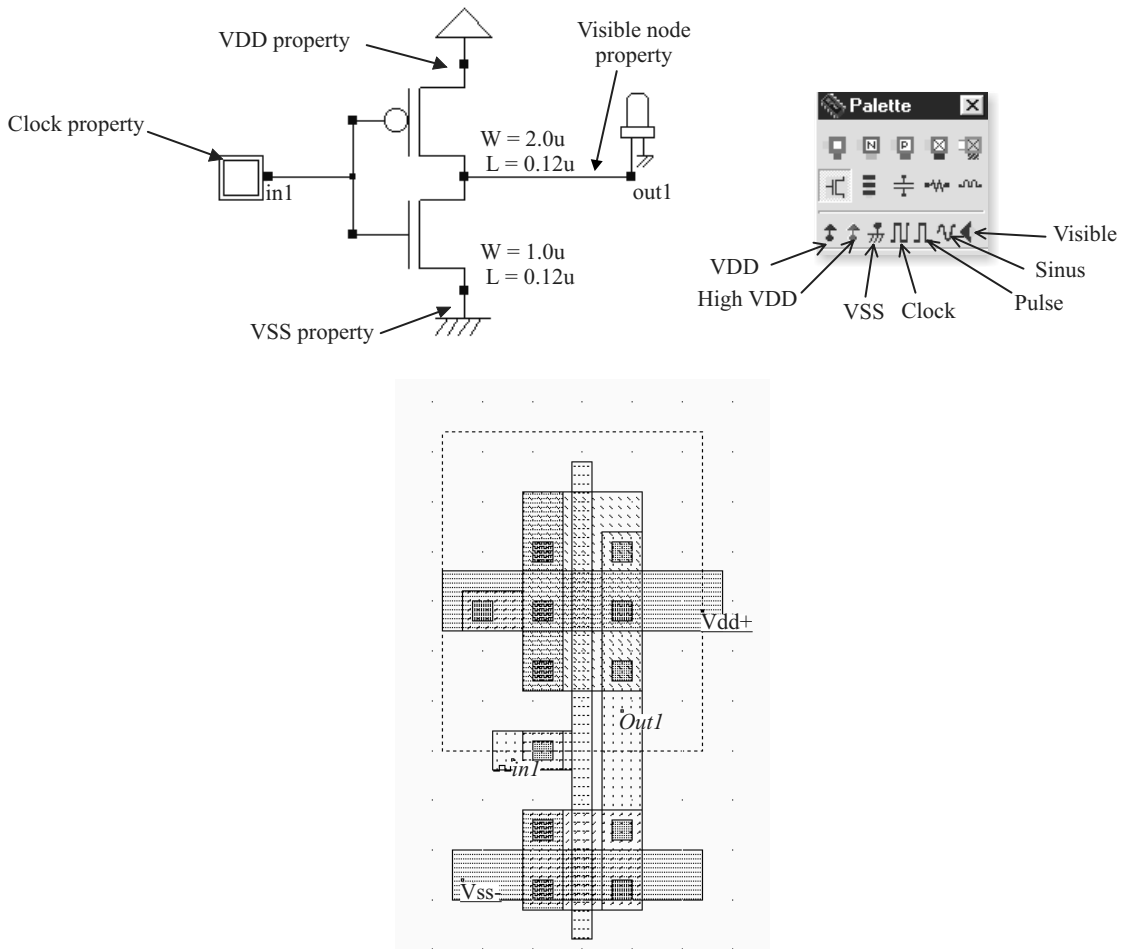 VDD property
Visible node
property
Clock property
in1
W = 2.0u
L = 0.12u
out1
W = 1.0u
L = 0.12u
VSS property
Palette
N
P
VDD
High VDD
VSS
Clock
Pulse
Sinus
Visible
Vdd+
Out1
in1
Vss-